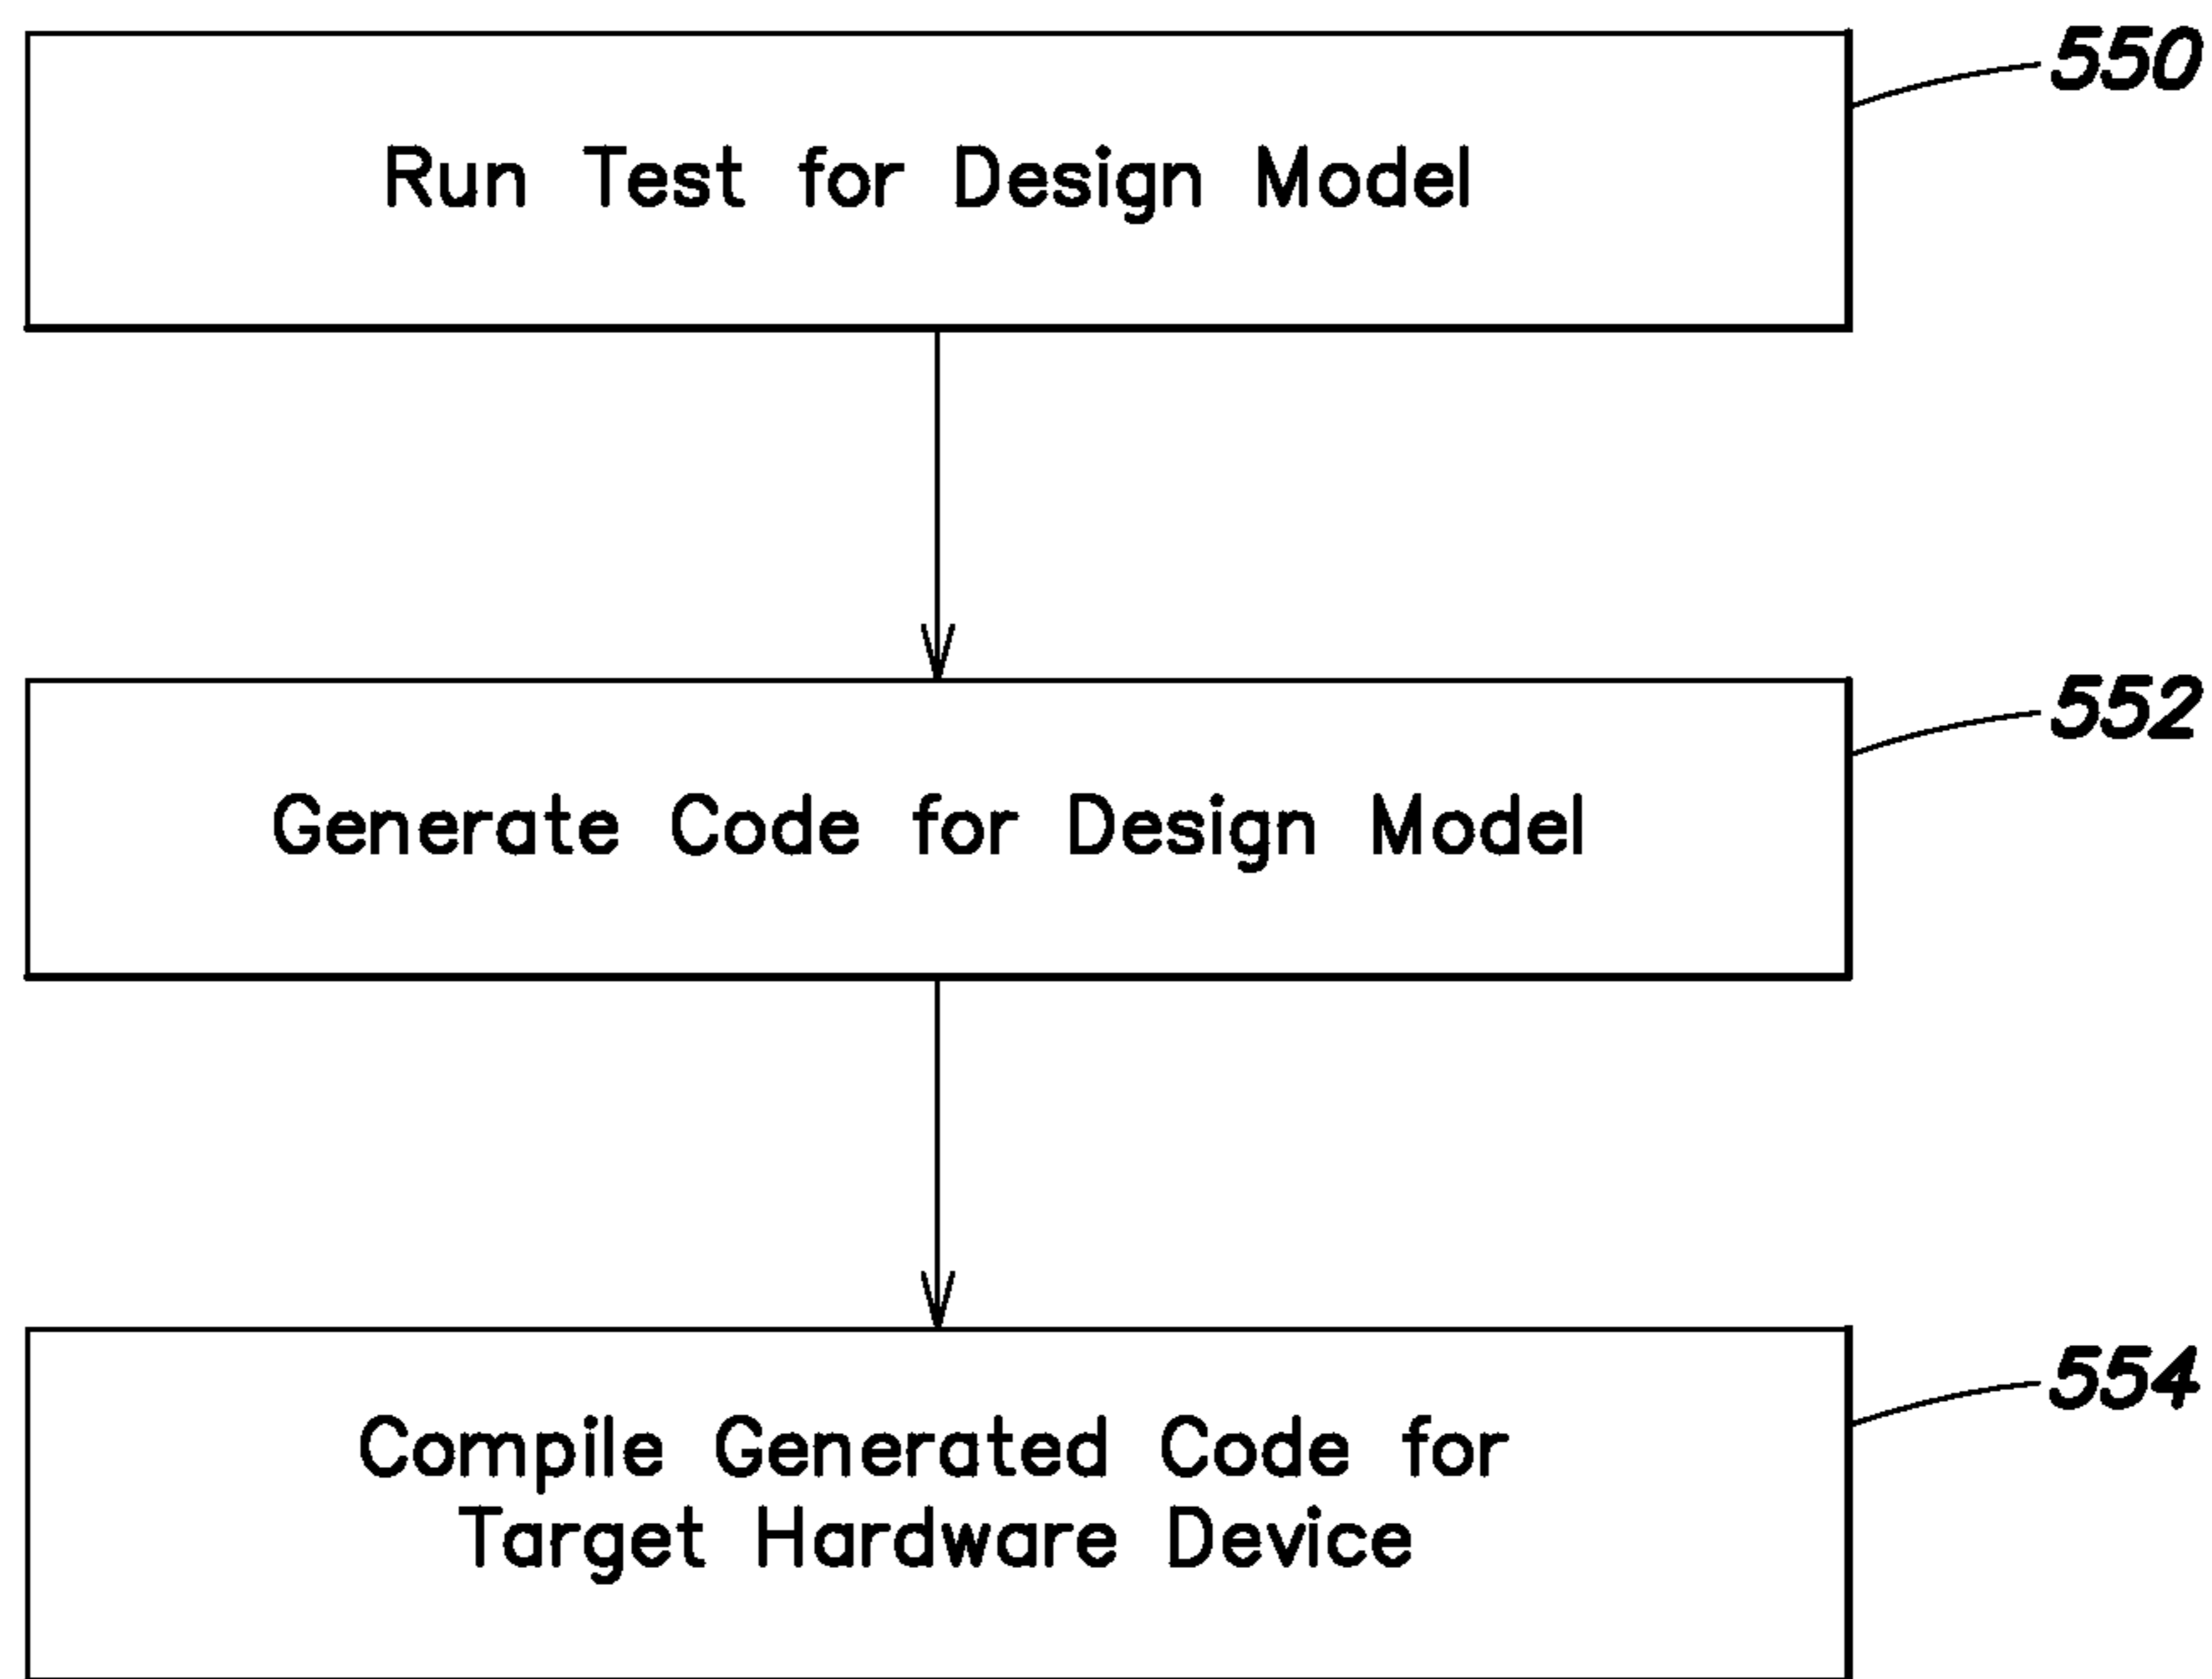 550
Run Test for Design Model
552
Generate Code for Design Model
554
Compile Generated Code for
Target Hardware Device